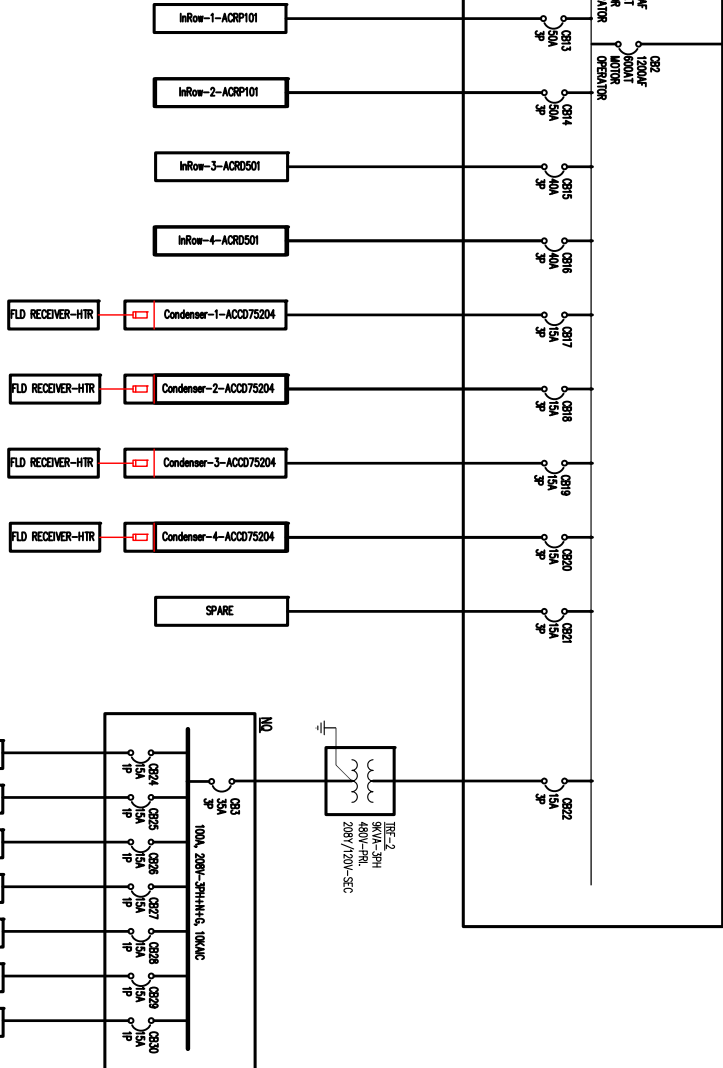 InRow-1-ACRP101
CB13
50A
3P
ATOR
AF
T
R
CB2
1200AF
600AT
MOTOR
OPERATOR
InRow-2-ACRP101
CB14
50A
3P
InRow-3-ACRD501
CB15
40A
3P
InRow-4-ACRD501
CB16
40A
3P
FLD RECEIVER-HTR
Condenser-1-ACCD75204
CB17
15A
3P
FLD RECEIVER-HTR
Condenser-2-ACCD75204
CB18
15A
3P
FLD RECEIVER-HTR
Condenser-3-ACCD75204
CB19
15A
3P
FLD RECEIVER-HTR
Condenser-4-ACCD75204
CB20
15A
3P
SPARE
CB21
15A
3P
CB22
15A
3P
TRF-2
9KVA-3PH
480V-PRI.
208Y/120V-SEC
NQ
CB3
35A
3P
100A, 208V-3PH+N+G, 10KAIC
CB24
15A
1P
CB25
15A
1P
CB26
15A
1P
CB27
15A
1P
CB28
15A
1P
CB29
15A
1P
CB30
15A
1P